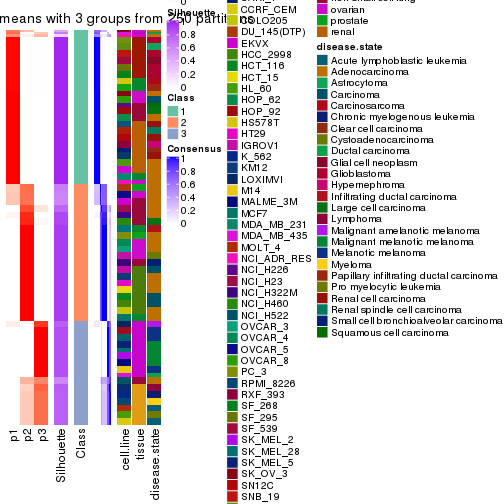 means with 3 groups from 250 partitions
Silhouette
1
0.8
0.6
0.4
0.2
0
Class
1
2
3
Consensus
1
0.8
0.6
0.4
0.2
0
p1
p2
p3
Silhouette
Class
cell.line
tissue
disease.state
CCRF_CEM
COLO205
DU_145(DTP)
EKVX
HCC_2998
HCT_116
HCT_15
HL_60
HOP_62
HOP_92
HS578T
HT29
IGROV1
K_562
KM12
LOXIMVI
M14
MALME_3M
MCF7
MDA_MB_231
MDA_MB_435
MOLT_4
NCI_ADR_RES
NCI_H226
NCI_H23
NCI_H322M
NCI_H460
NCI_H522
OVCAR_3
OVCAR_4
OVCAR_5
OVCAR_8
PC_3
RPMI_8226
RXF_393
SF_268
SF_295
SF_539
SK_MEL_2
SK_MEL_28
SK_MEL_5
SK_OV_3
SN12C
SNB_19
ovarian
prostate
renal
disease.state
Acute lymphoblastic leukemia
Adenocarcinoma
Astrocytoma
Carcinoma
Carcinosarcoma
Chronic myelogenous leukemia
Clear cell carcinoma
Cystoadenocarcinoma
Ductal carcinoma
Glial cell neoplasm
Glioblastoma
Hypernephroma
Infiltrating ductal carcinoma
Large cell carcinoma
Lymphoma
Malignant amelanotic melanoma
Malignant melanotic melanoma
Melanotic melanoma
Myeloma
Papillary infiltrating ductal carcinoma
Pro myelocytic leukemia
Renal cell carcinoma
Renal spindle cell carcinoma
Small cell bronchioalveolar carcinoma
Squamous cell carcinoma